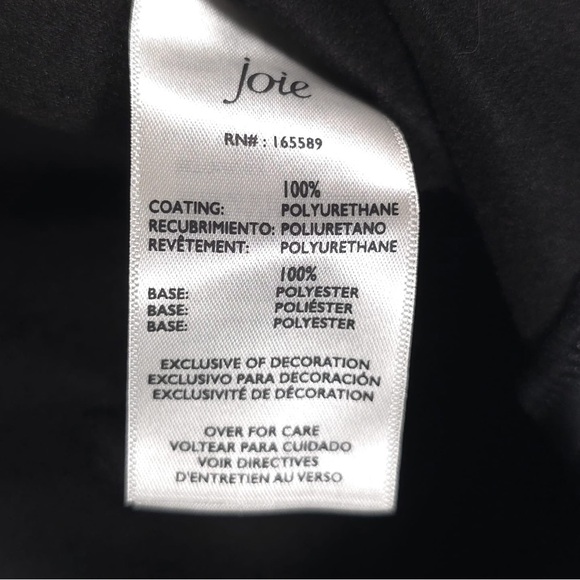 joie
RN# : 165589
100%
COATING: POLYURETHANE
RECUBRIMIENTO: POLIURETANO
REVÊTEMENT: POLYURETHANE
100%
BASE: POLYESTER
BASE: POLIÉSTER
BASE: POLYESTER
EXCLUSIVE OF DECORATION
EXCLUSIVO PARA DECORACIÓN
EXCLUSIVITÉ DE DÉCORATION
OVER FOR CARE
VOLTEAR PARA CUIDADO
VOIR DIRECTIVES
D'ENTRETIEN AU VERSO